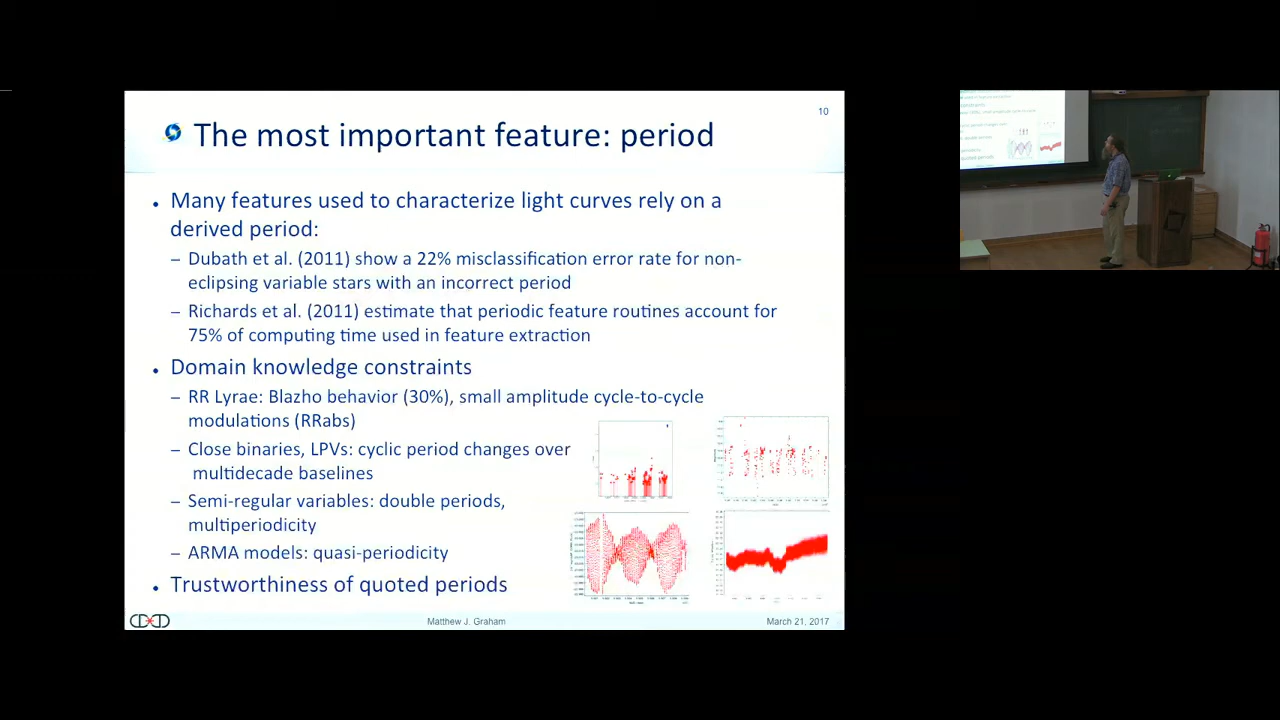 10
The most important feature: period
• Many features used to characterize light curves rely on a
derived period:
– Dubath et al. (2011) show a 22% misclassification error rate for non-
eclipsing variable stars with an incorrect period
– Richards et al. (2011) estimate that periodic feature routines account for
75% of computing time used in feature extraction
• Domain knowledge constraints
– RR Lyrae: Blazho behavior (30%), small amplitude cycle-to-cycle
modulations (RRabs)
– Close binaries, LPVs: cyclic period changes over
multidecade baselines
– Semi-regular variables: double periods,
multiperiodicity
– ARMA models: quasi-periodicity
• Trustworthiness of quoted periods
Matthew J. Graham
March 21, 2017